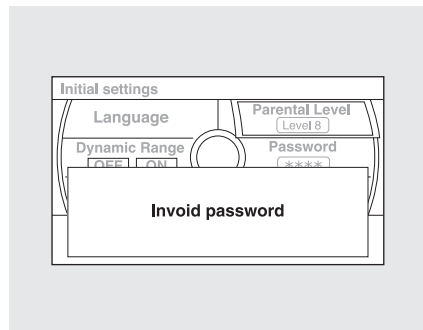 Initial settings
Language
Parental Level
Level 8
Dynamic Range
Password
OFF ON
****
Invoid password